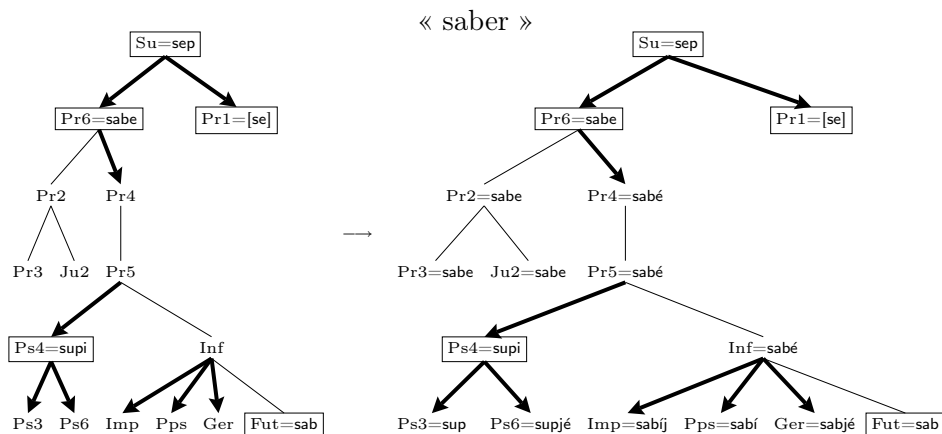 « saber »
Su=sep Su=sep
Pr6=sabe Pr1=[se] Pr6=sabe Pr1=[se]
Pr2 Pr4 Pr2=sabe Pr4=sabé
→
Pr3 Ju2 Pr5 Pr3=sabe Ju2=sabe Pr5=sabé
Ps4=supi Inf Ps4=supi Inf=sabé
Ps3 Ps6 Imp Pps Ger Fut=sab Ps3=sup Ps6=supjé Imp=sabíj Pps=sabí Ger=sabjé Fut=sab